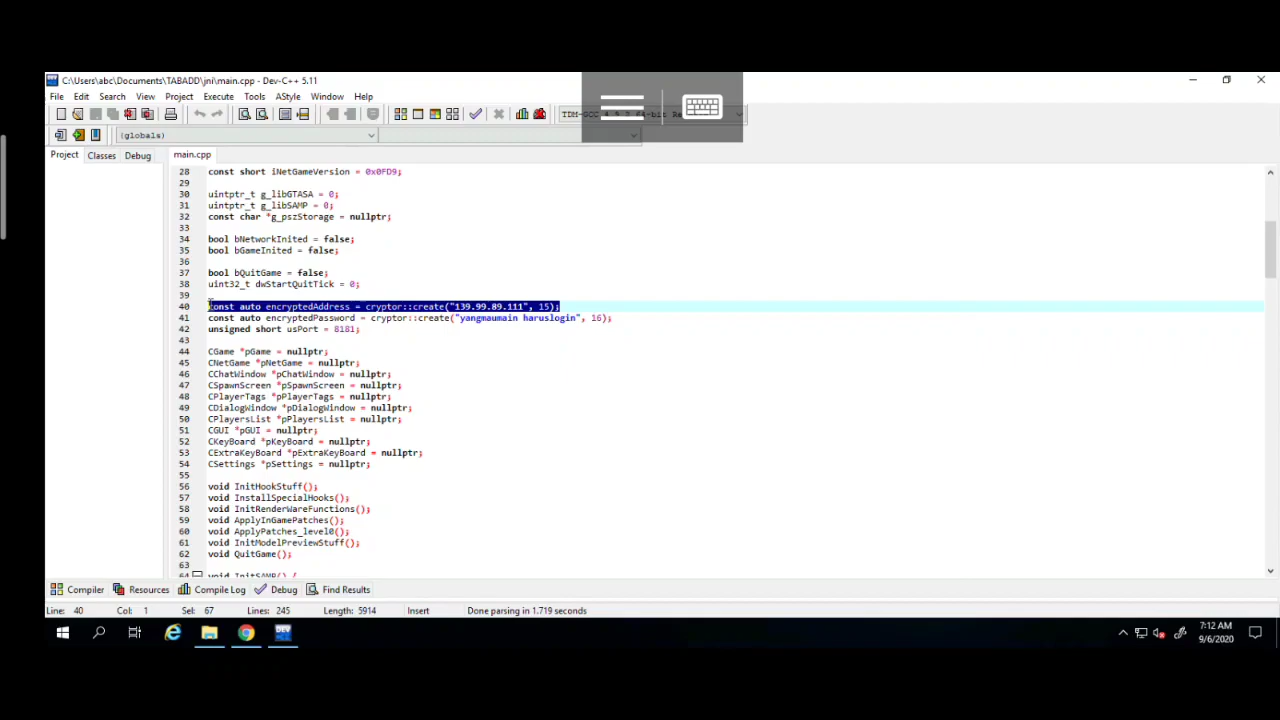 C:\Users\abc\Documents\TABADD\jni\main.cpp - Dev-C++ 5.11
File Edit Search View Project Execute Tools AStyle Window Help
(globals)
Project Classes Debug main.cpp
28 const short iNetGameVersion = 0x0FD9;
29
30 uintptr_t g_libGTASA = 0;
31 uintptr_t g_libSAMP = 0;
32 const char *g_pszStorage = nullptr;
33
34 bool bNetworkInited = false;
35 bool bGameInited = false;
36
37 bool bQuitGame = false;
38 uint32_t dwStartQuitTick = 0;
39
40 const auto encryptedAddress = cryptor::create("139.99.89.111", 15);
41 const auto encryptedPassword = cryptor::create("yangmaumain haruslogin", 16);
42 unsigned short usPort = 8181;
43
44 CGame *pGame = nullptr;
45 CNetGame *pNetGame = nullptr;
46 CChatWindow *pChatWindow = nullptr;
47 CSpawnScreen *pSpawnScreen = nullptr;
48 CPlayerTags *pPlayerTags = nullptr;
49 CDialogWindow *pDialogWindow = nullptr;
50 CPlayersList *pPlayersList = nullptr;
51 CGUI *pGUI = nullptr;
52 CKeyBoard *pKeyBoard = nullptr;
53 CExtraKeyBoard *pExtraKeyBoard = nullptr;
54 CSettings *pSettings = nullptr;
55
56 void InitHookStuff();
57 void InstallSpecialHooks();
58 void InitRenderWareFunctions();
59 void ApplyInGamePatches();
60 void ApplyPatches_level0();
61 void InitModelPreviewStuff();
62 void QuitGame();
63
64 void InitSAMP() {
Compiler Resources Compile Log Debug Find Results
Line: 40 Col: 1 Sel: 67 Lines: 245 Length: 5914 Insert Done parsing in 1.719 seconds
7:12 AM
9/6/2020